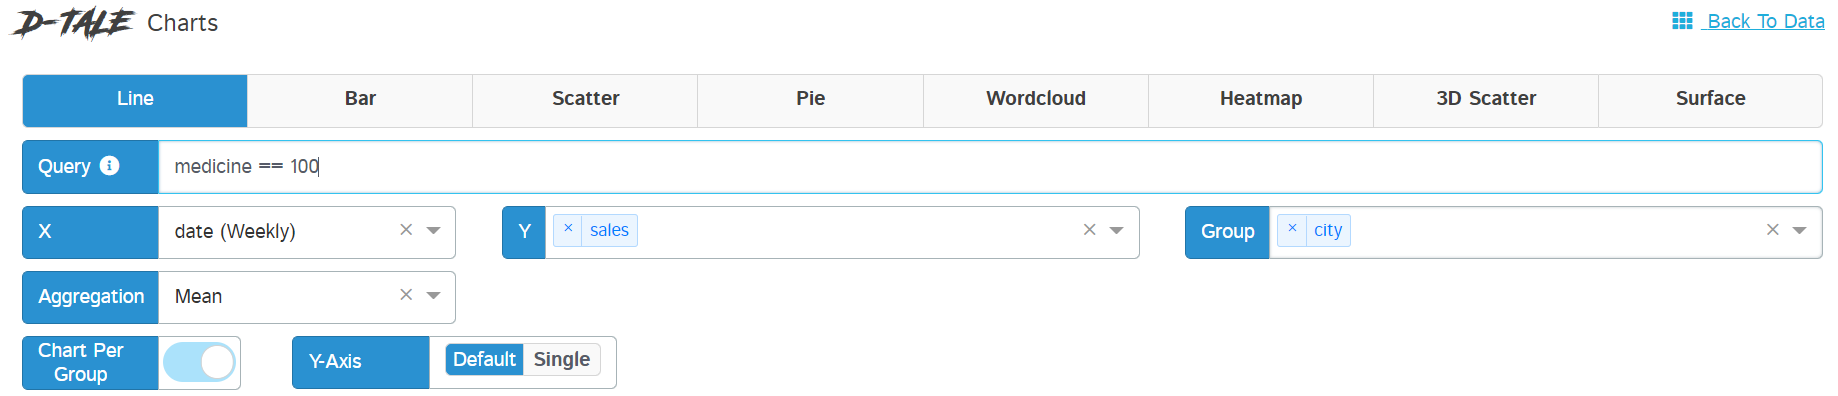 D-TALE Charts
Back To Data
Line Bar Scatter Pie Wordcloud Heatmap 3D Scatter Surface
Query medicine == 100
X date (Weekly) Y × sales Group × city
Aggregation Mean
Chart Per
Group
Y-Axis Default Single